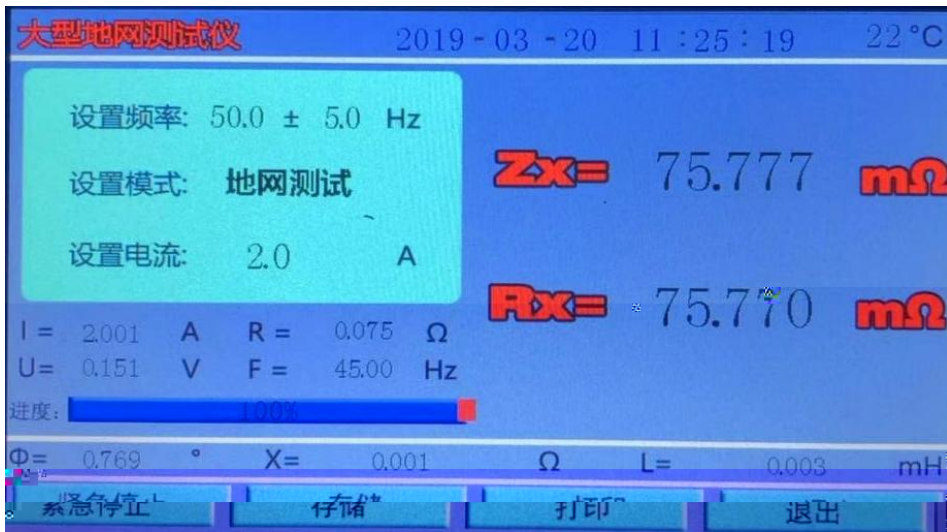 大型地网测试仪 2019-03-20 11:25:19 22°C
设置频率: 50.0 ± 5.0 Hz
设置模式: 地网测试
设置电流: 2.0 A
Zx= 75.777 mΩ
Rx= 75.770 mΩ
I = 2.001 A R = 0.075 Ω
U= 0.151 V F = 45.00 Hz
进度: 100%
Φ= 0.769 ° X= 0.001 Ω L= 0.003 mH
紧急停止 存储 打印 退出